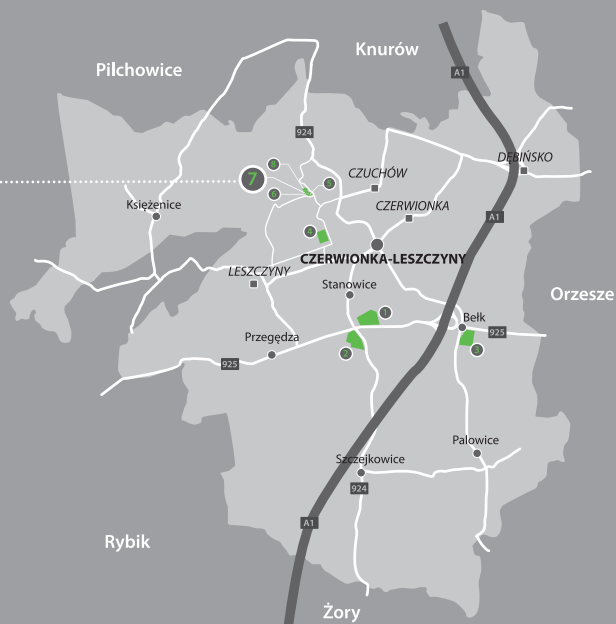 Knurów
Pilchowice
A1
924
8
7
5
6
DĘBIŃSKO
CZUCHÓW
Książenice
CZERWIONKA
A1
4
CZERWIONKA-LESZCZYNY
LESZCZYNY
Stanowice
Orzesze
1
Bełk
925
Przegędza
2
3
925
Palowice
Szczejkowice
924
A1
Rybik
Żory